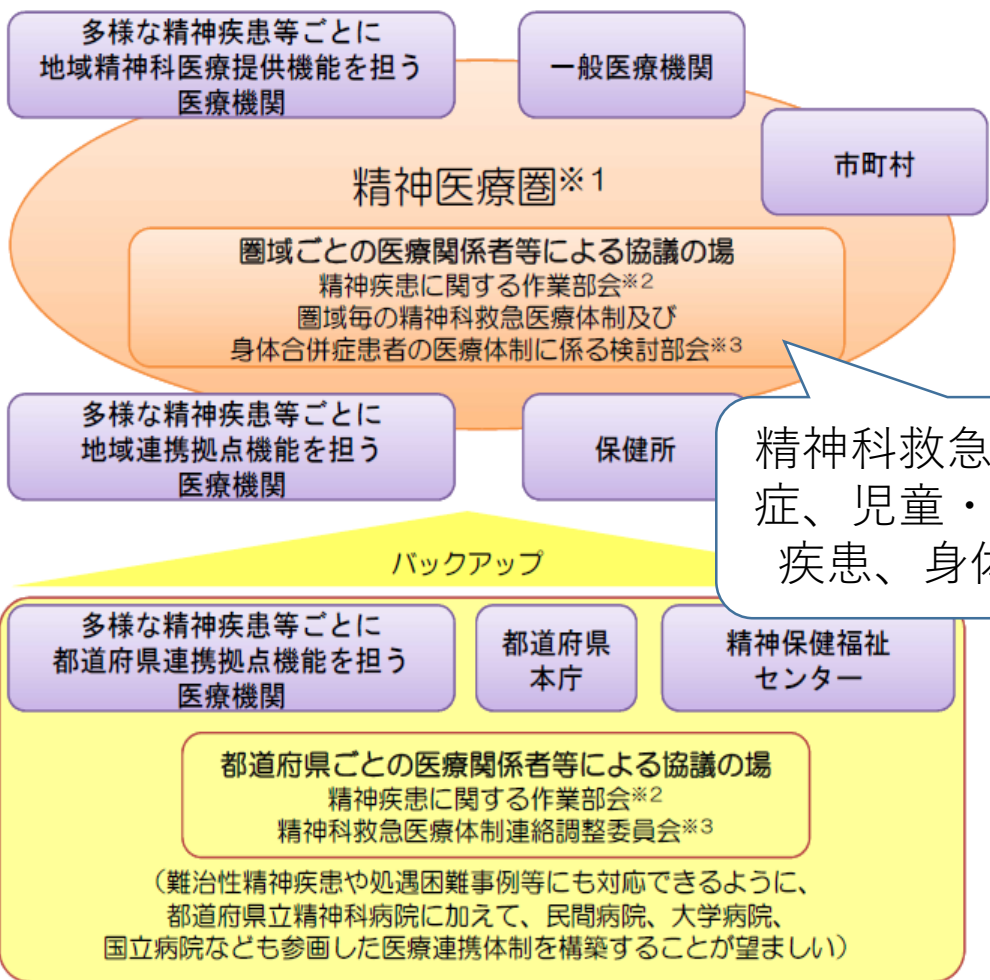 多様な精神疾患等ごとに
地域精神科医療提供機能を担う
医療機関
一般医療機関
市町村
精神医療圏※1
圏域ごとの医療関係者等による協議の場
精神疾患に関する作業部会※2
圏域毎の精神科救急医療体制及び
身体合併症患者の医療体制に係る検討部会※3
多様な精神疾患等ごとに
地域連携拠点機能を担う
医療機関
保健所
精神科救急
症、児童・
疾患、身体
バックアップ
多様な精神疾患等ごとに
都道府県連携拠点機能を担う
医療機関
都道府県
本庁
精神保健福祉
センター
都道府県ごとの医療関係者等による協議の場
精神疾患に関する作業部会※2
精神科救急医療体制連絡調整委員会※3
（難治性精神疾患や処遇困難事例等にも対応できるように、
都道府県立精神科病院に加えて、民間病院、大学病院、
国立病院なども参画した医療連携体制を構築することが望ましい）